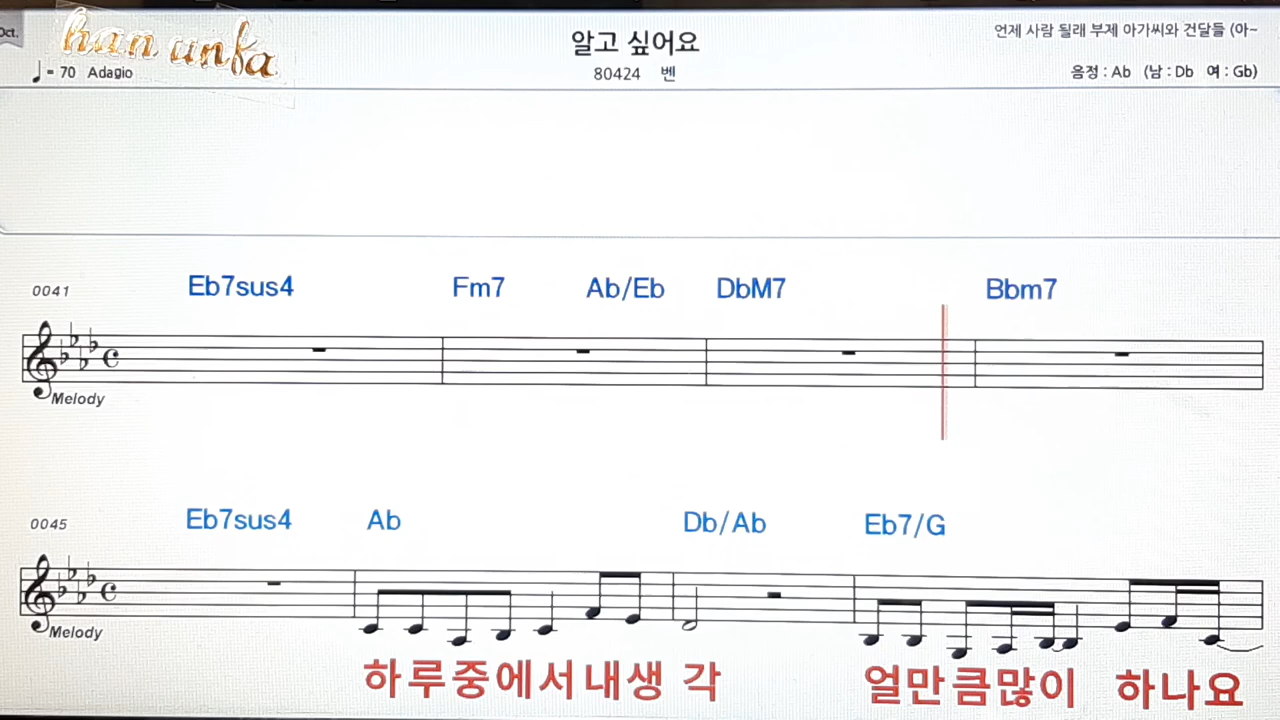 Oct.
han unfa
언제 사람 될래 부제 아가씨와 건달들 (아~
알고 싶어요
♩= 70 Adagio
80424 벤
음정 : Ab (남 : Db 여 : Gb)
0041
Eb7sus4 Fm7 Ab/Eb DbM7 Bbm7
Melody
0045
Eb7sus4 Ab Db/Ab Eb7/G
Melody
하루중에서내생 각 얼만큼많이 하나요